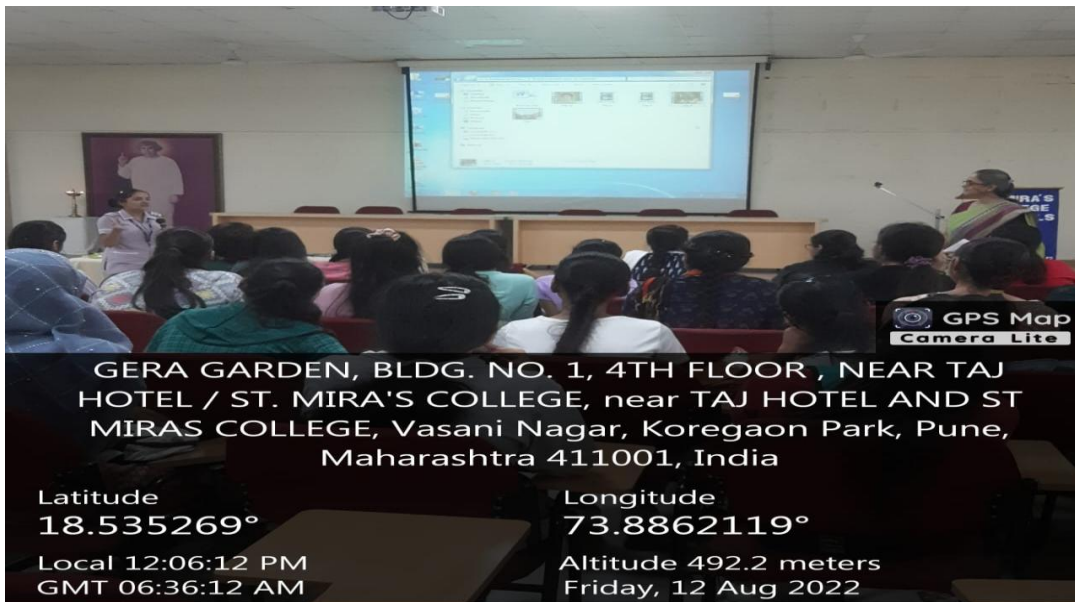 GPS Map
Camera Lite
GERA GARDEN, BLDG. NO. 1, 4TH FLOOR , NEAR TAJ
HOTEL / ST. MIRA'S COLLEGE, near TAJ HOTEL AND ST
MIRAS COLLEGE, Vasani Nagar, Koregaon Park, Pune,
Maharashtra 411001, India
Latitude
18.535269°
Longitude
73.8862119°
Local 12:06:12 PM
GMT 06:36:12 AM
Altitude 492.2 meters
Friday, 12 Aug 2022